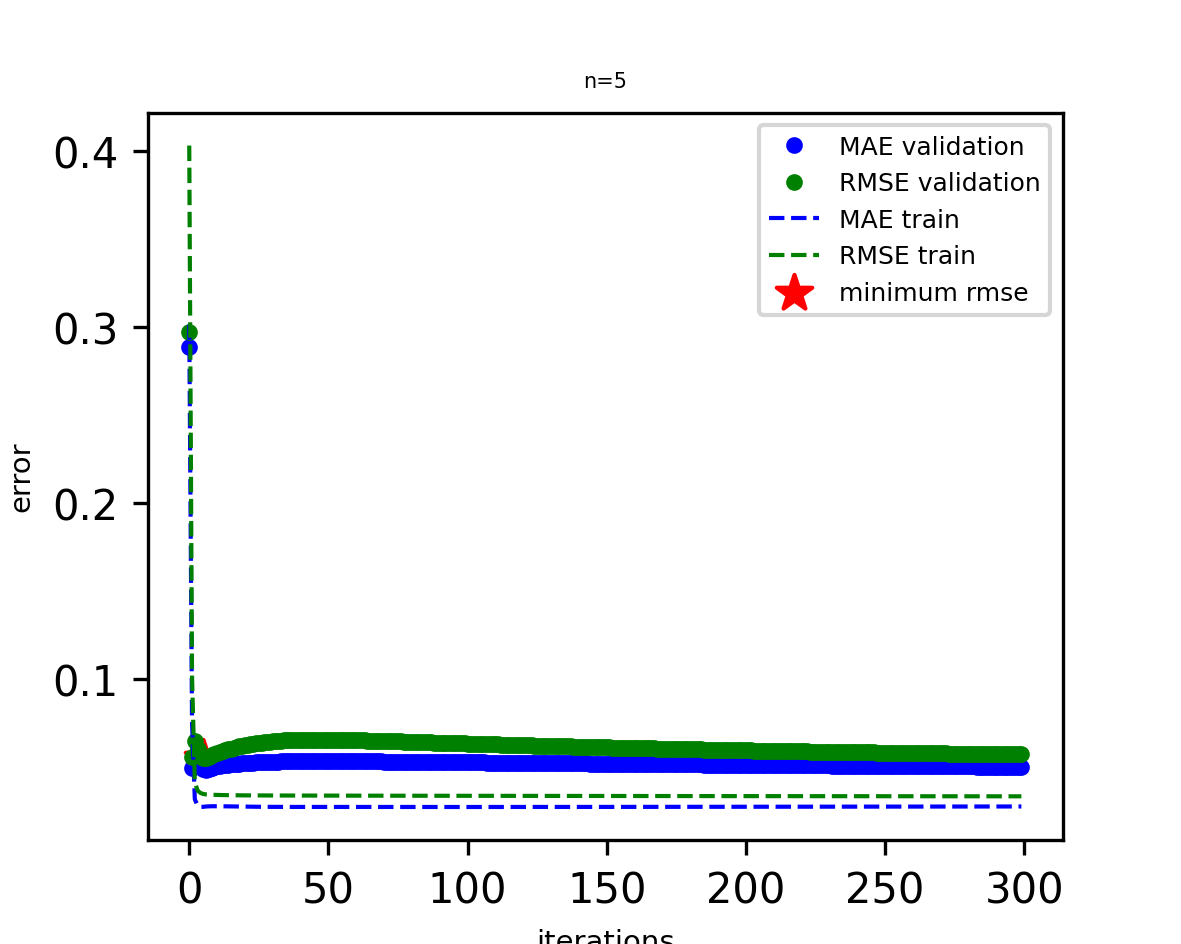 n=5
0.4
0.3
0.2
0.1
error
MAE validation
RMSE validation
MAE train
RMSE train
minimum rmse
0 50 100 150 200 250 300
iterations